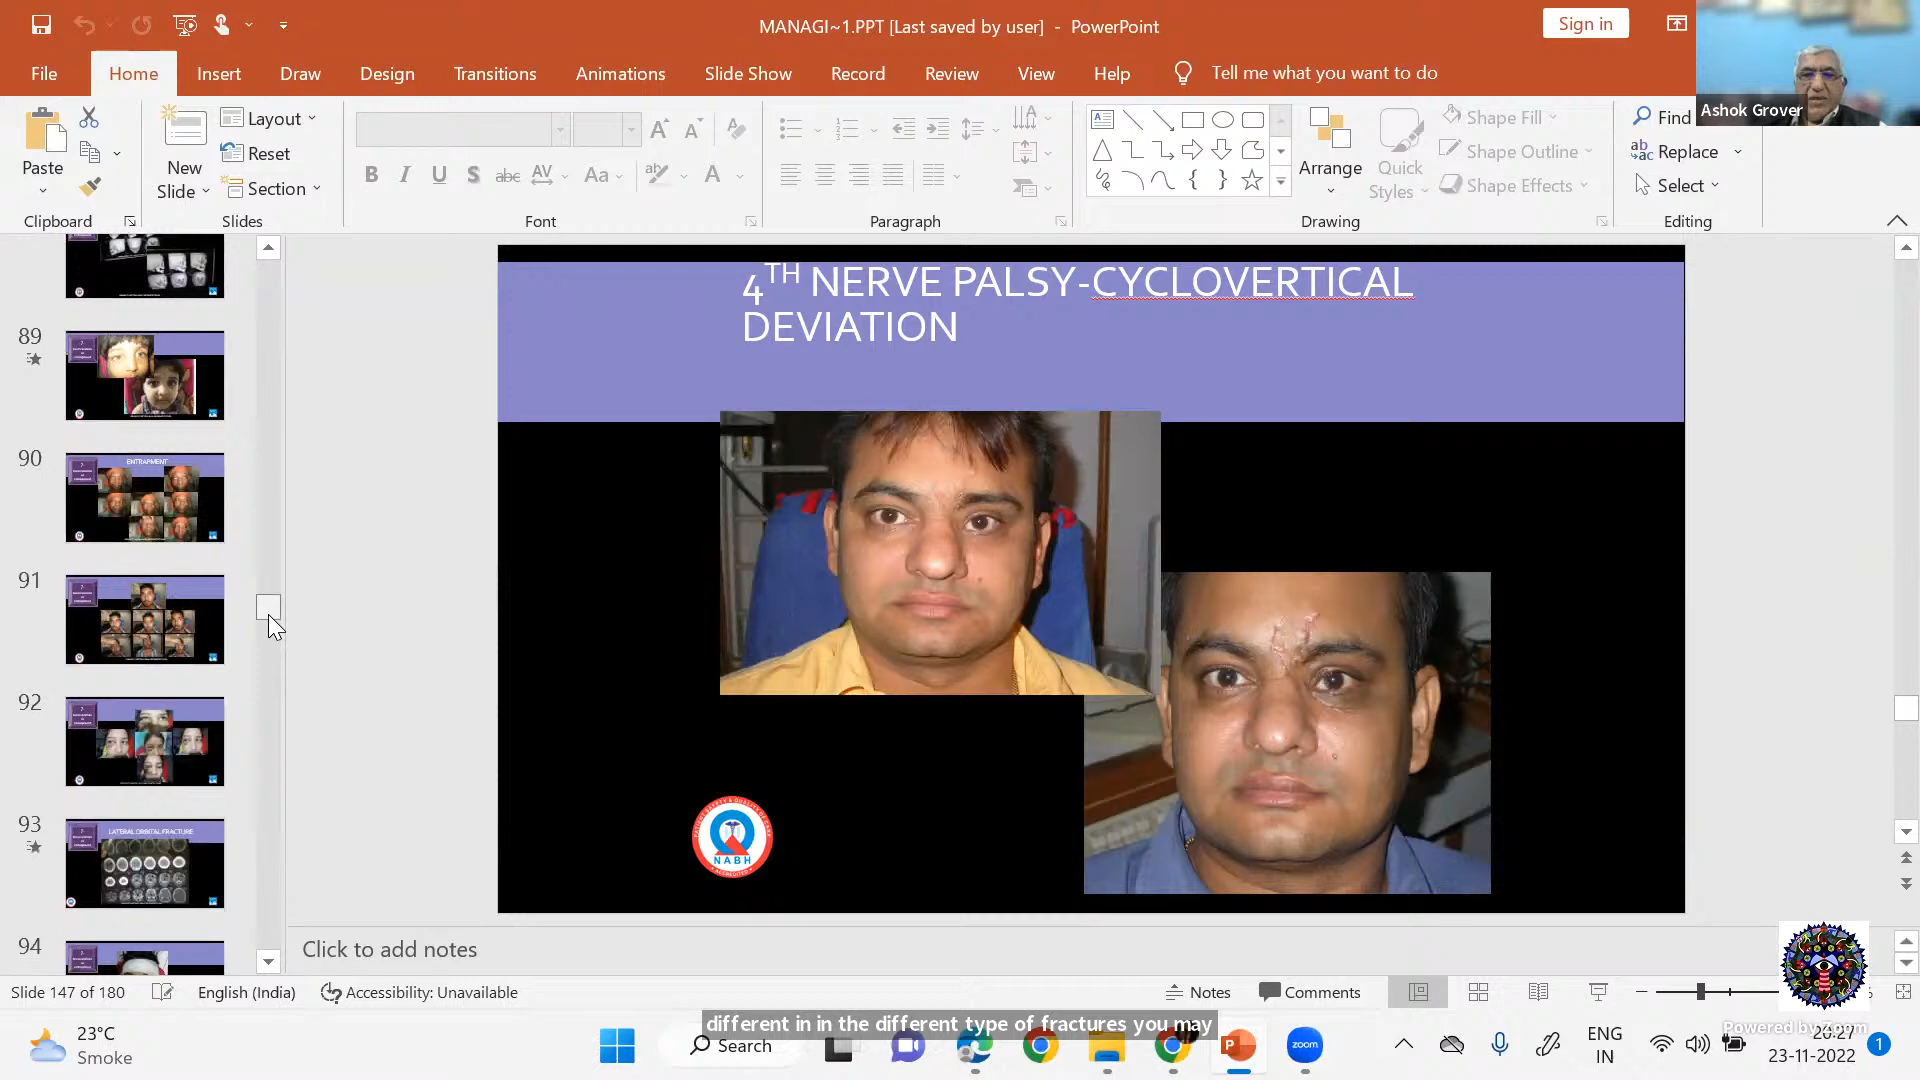 MANAGI~1.PPT [Last saved by user] - PowerPoint
Sign in
File
Home
Insert
Draw
Design
Transitions
Animations
Slide Show
Record
Review
View
Help
Tell me what you want to do
Ashok Grover
Paste
Clipboard
New
Slide
Layout
Reset
Section
Slides
B I U S abc AV Aa A
Font
Paragraph
Arrange
Quick
Styles
Shape Fill
Shape Outline
Shape Effects
Drawing
Find
Replace
Select
Editing
89
90
ENTRAPMENT
91
92
93
LATERAL ORBITAL FRACTURE
94
4TH NERVE PALSY-CYCLOVERTICAL
DEVIATION
NABH
Click to add notes
Slide 147 of 180
English (India)
Accessibility: Unavailable
Notes
Comments
different in in the different type of fractures you may
Powered by Zoom
23°C
Smoke
Search
zoom
ENG
IN
20:27
23-11-2022
1